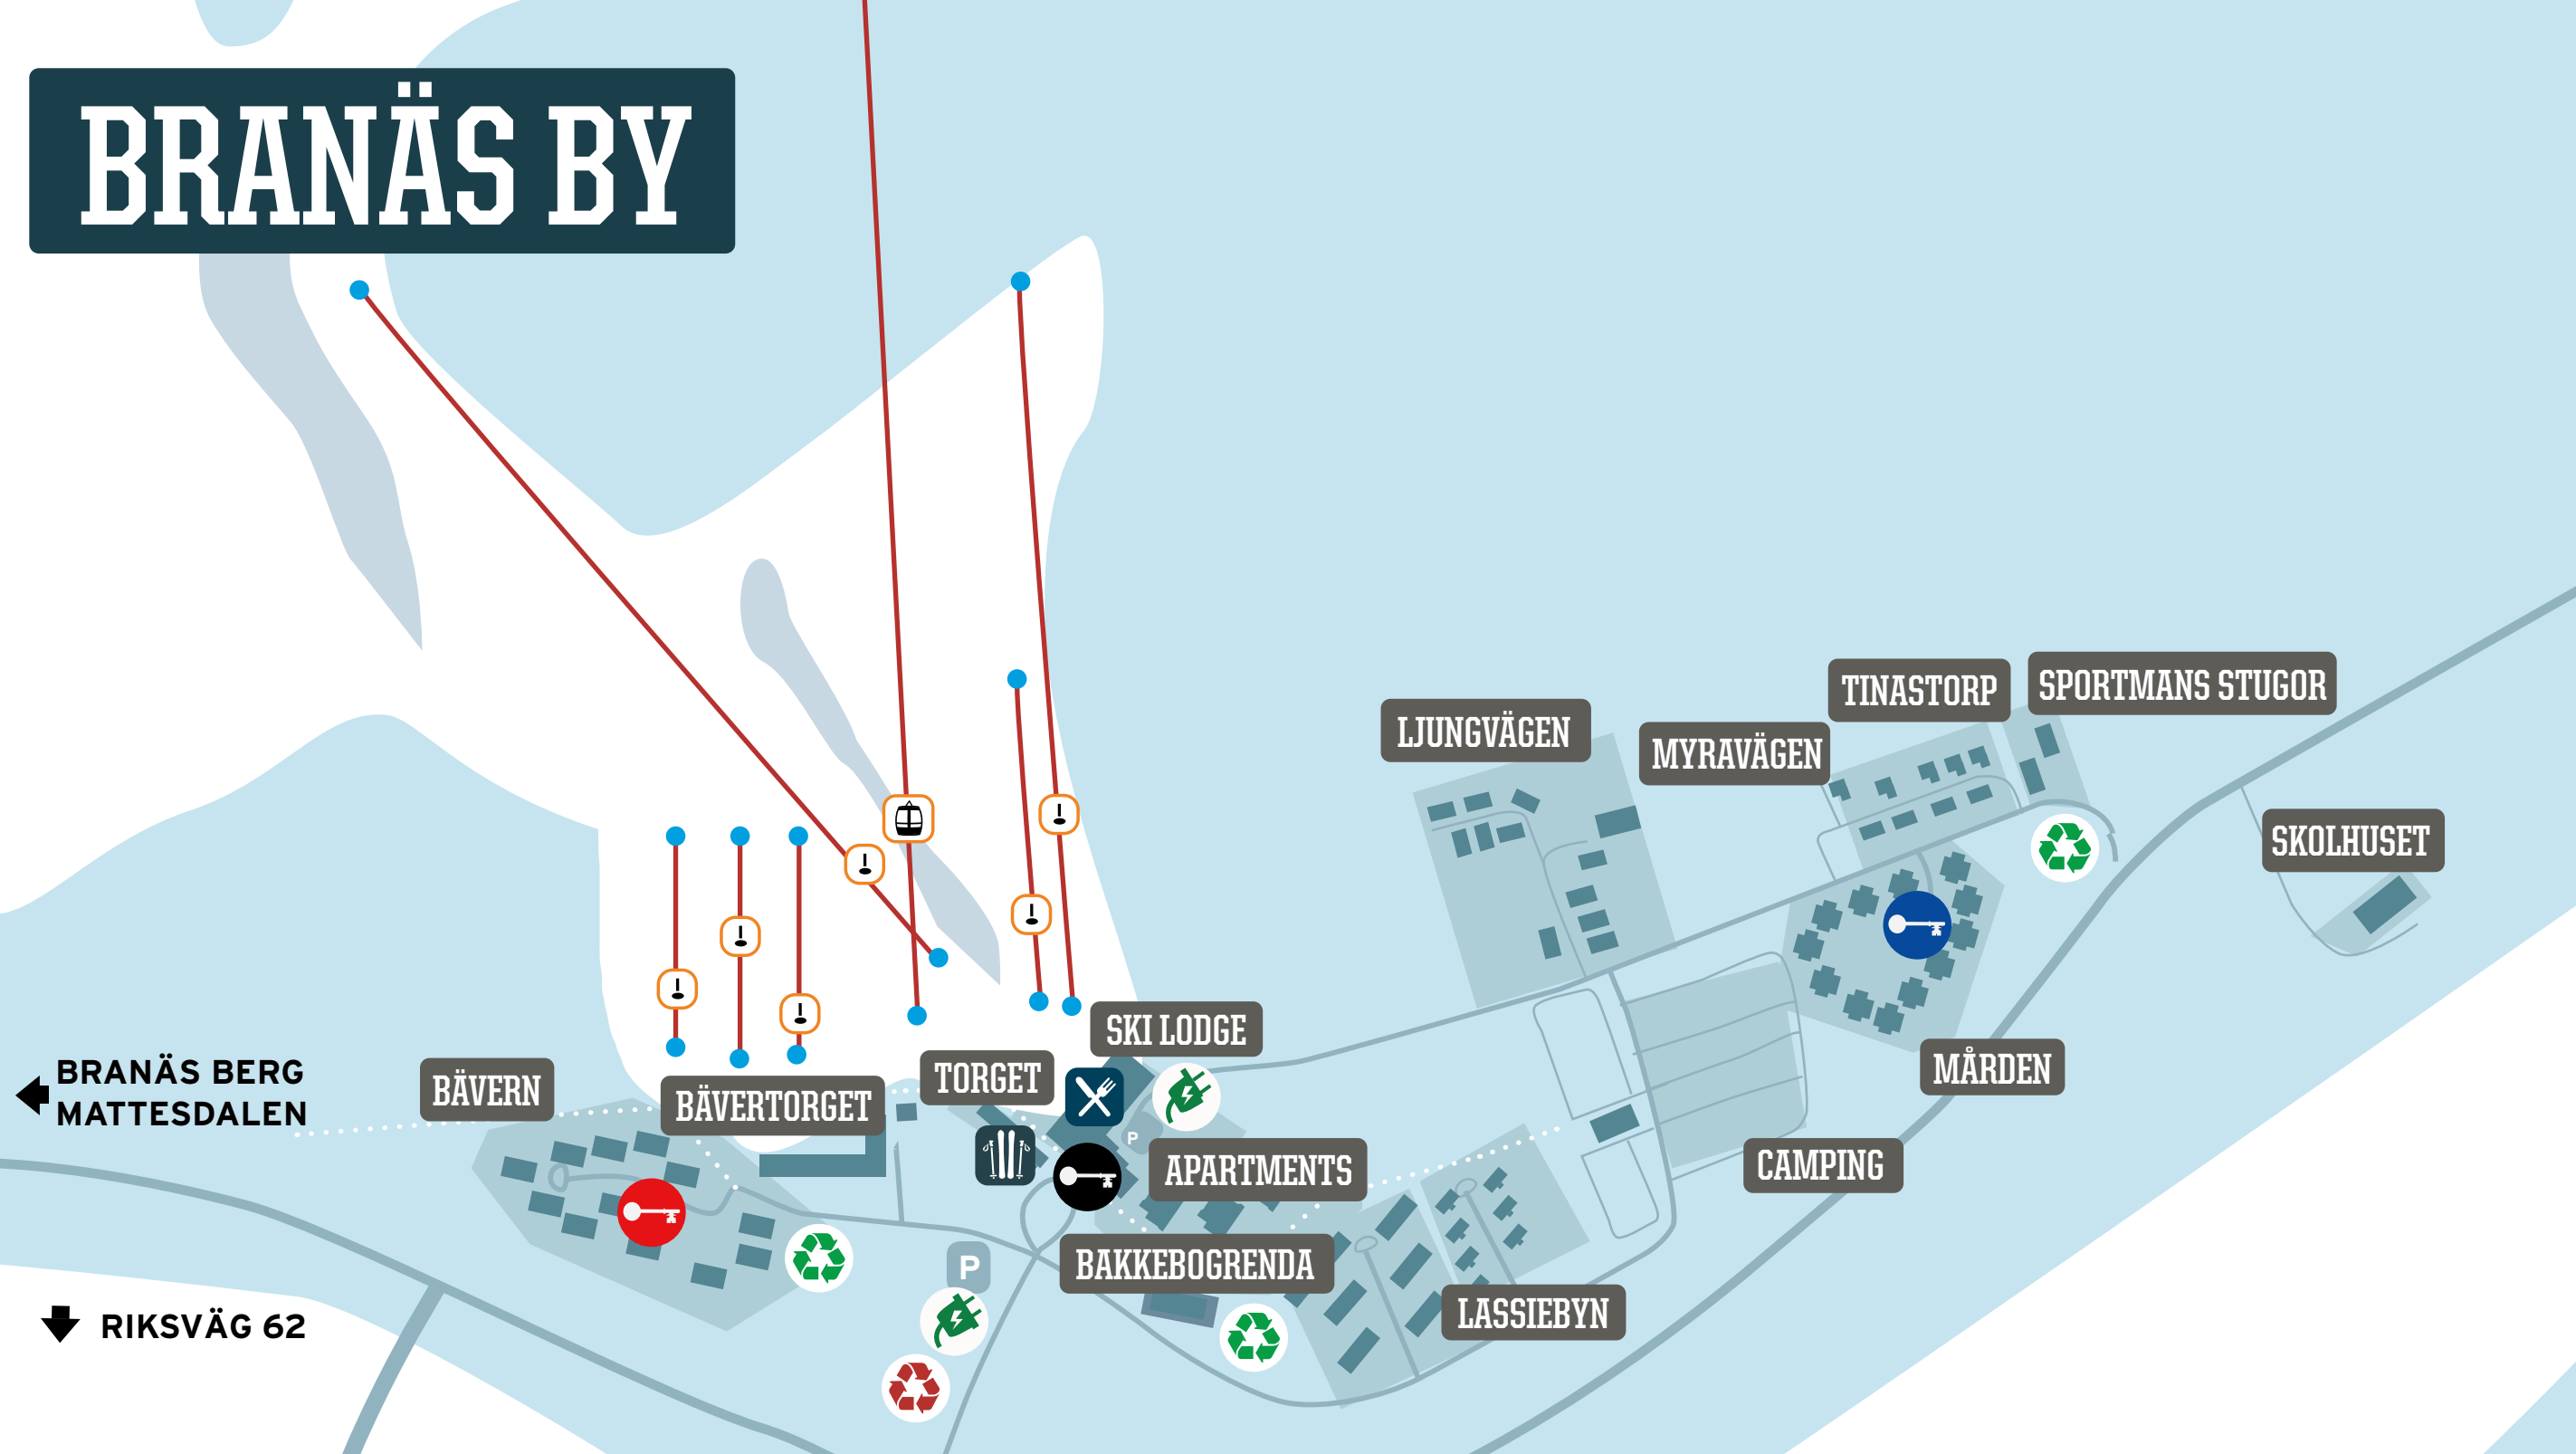 BRANÄS BY
LJUNGVÄGEN
MYRAVÄGEN
TINASTORP
SPORTMANS STUGOR
SKOLHUSET
SKI LODGE
TORGET
MÅRDEN
BRANÄS BERG
MATTESDALEN
BÄVERN
BÄVERTORGET
P
APARTMENTS
CAMPING
P
BAKKEBOGRENDA
LASSIEBYN
RIKSVÄG 62